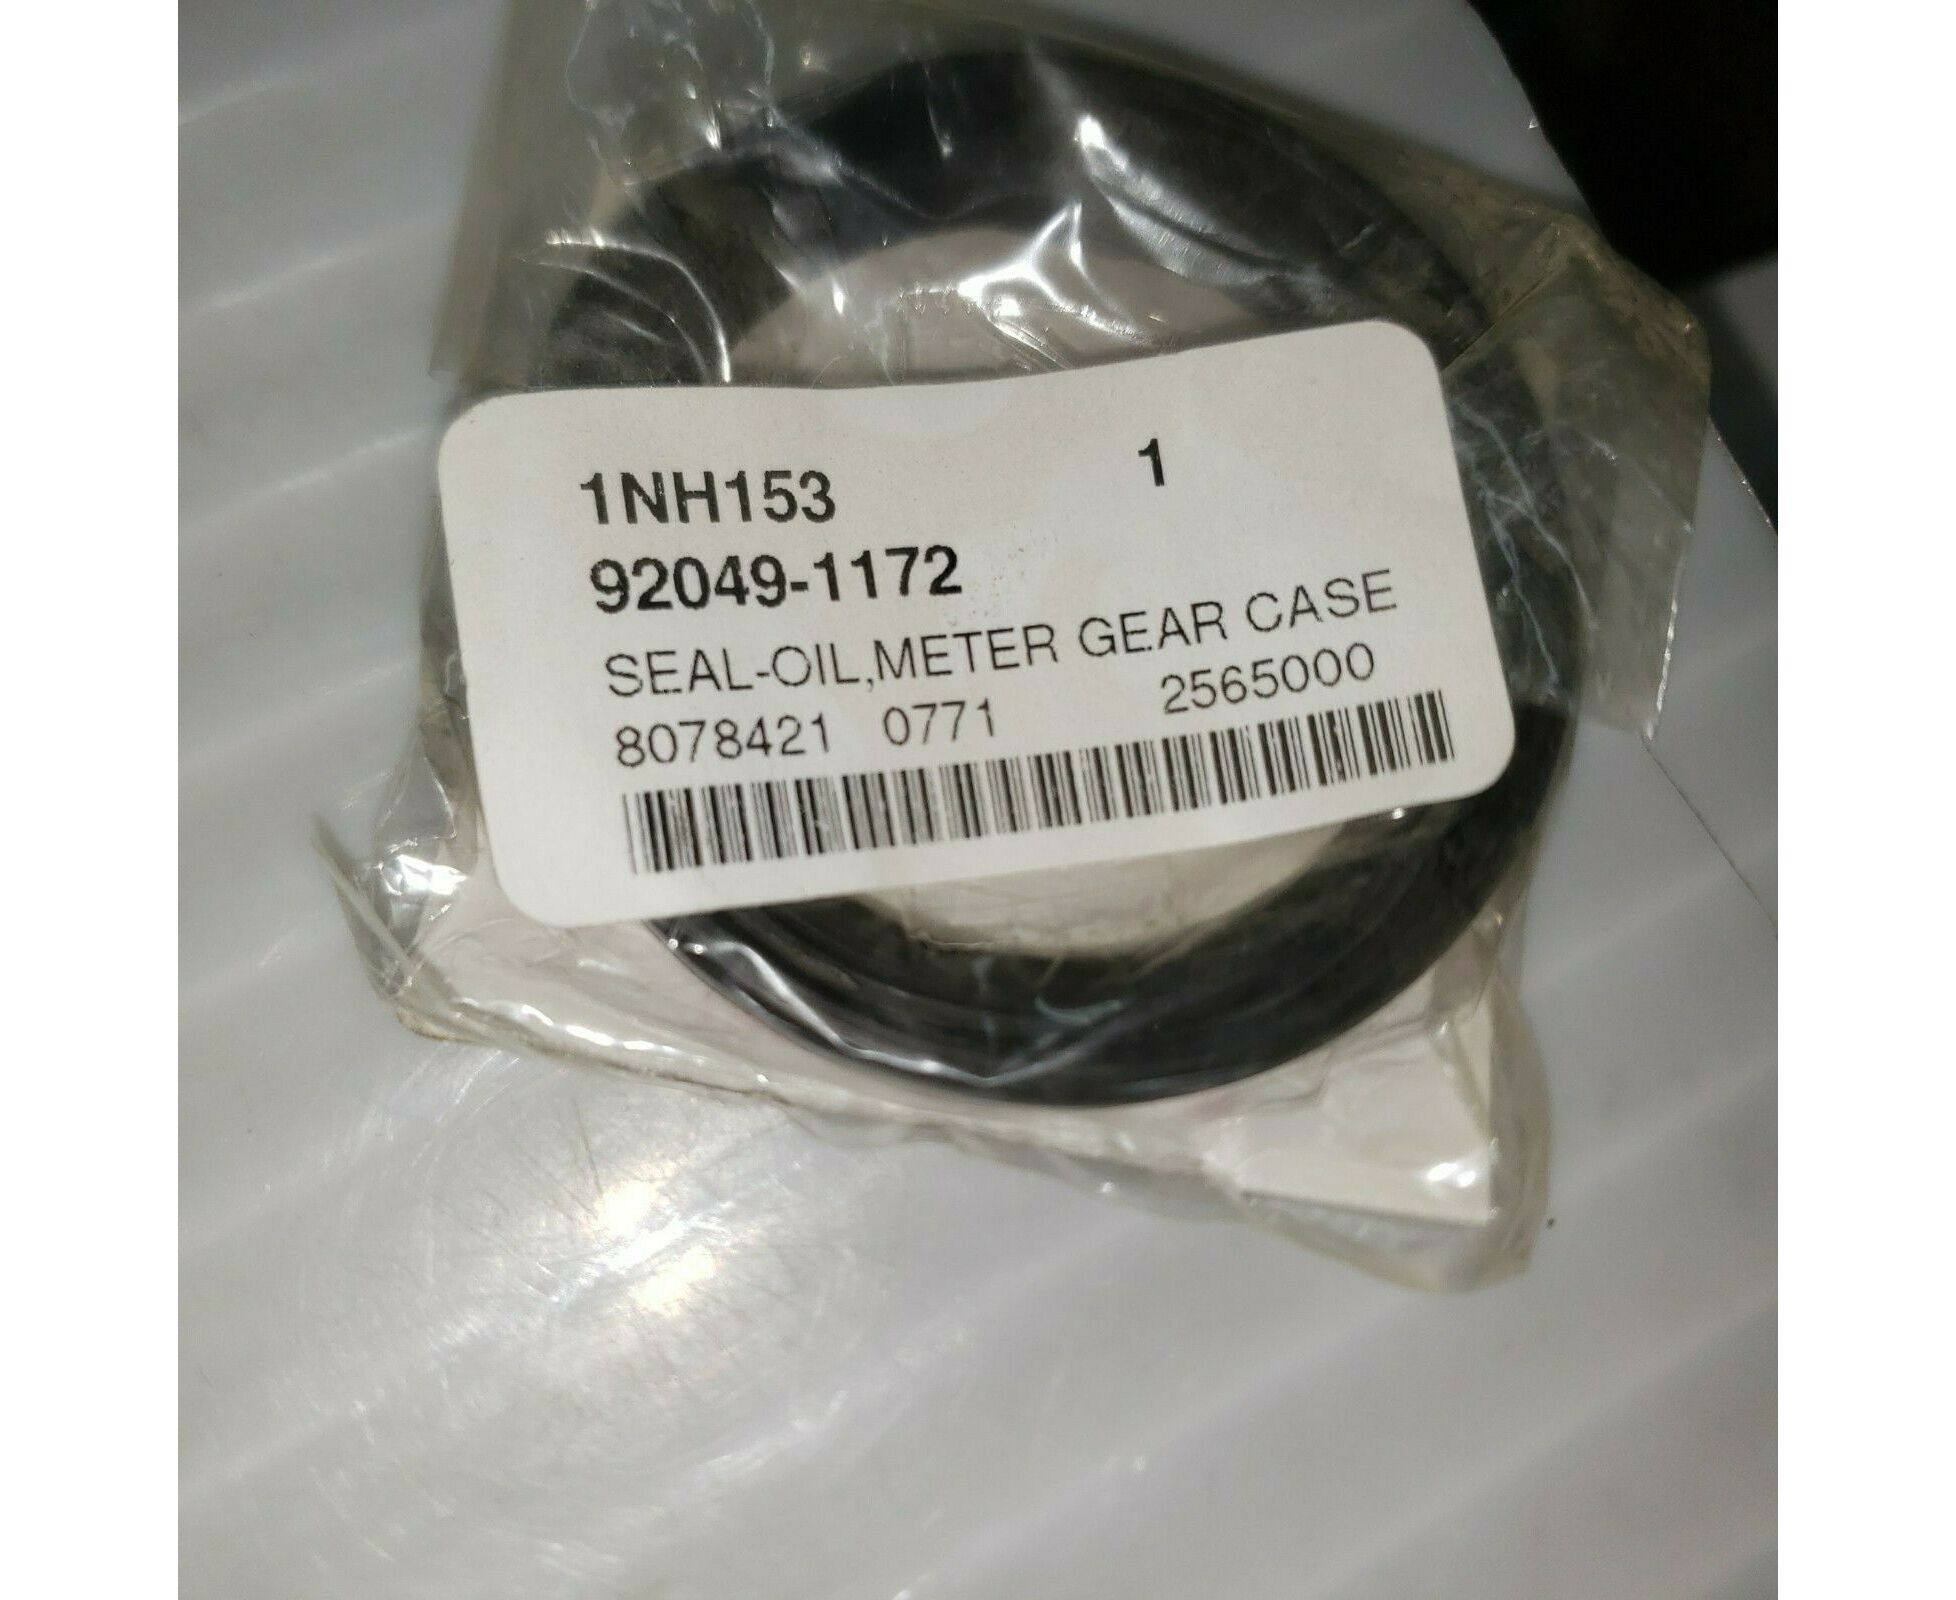 1NH153 1
92049-1172
SEAL-OIL,METER GEAR CASE
8078421 0771 2565000